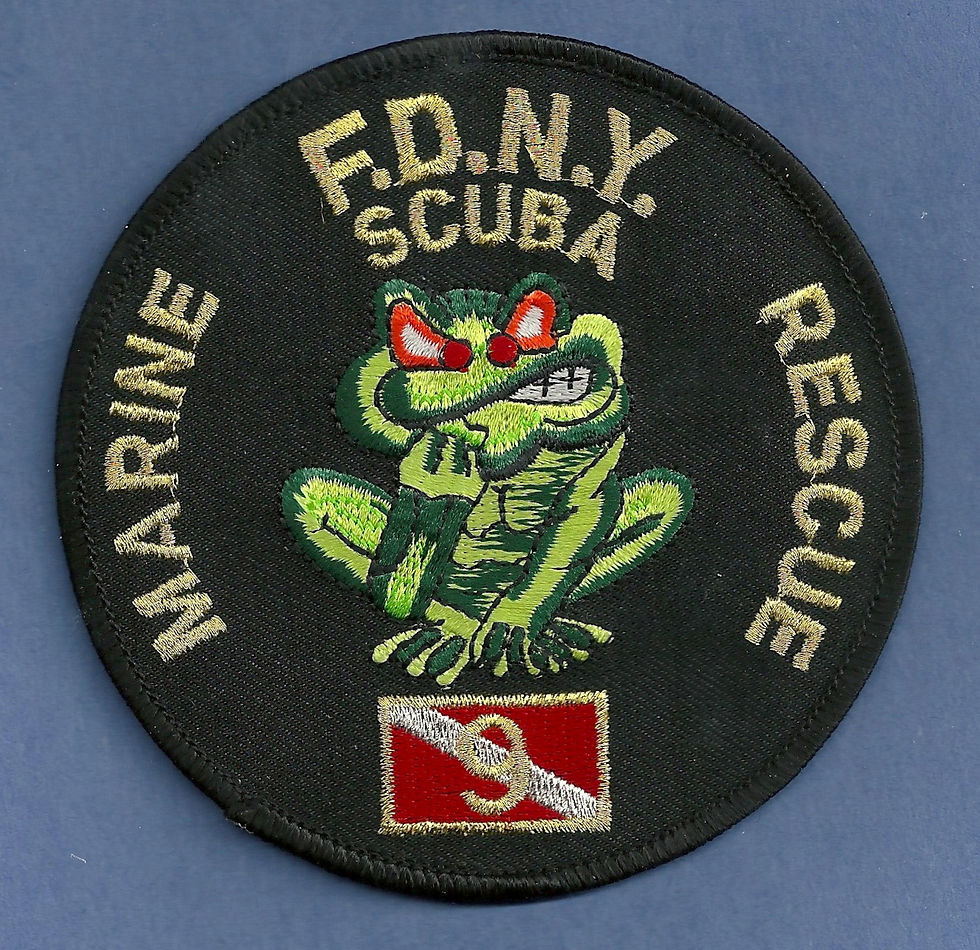 F.D.N.Y.
SCUBA
MARINE
RESCUE
9